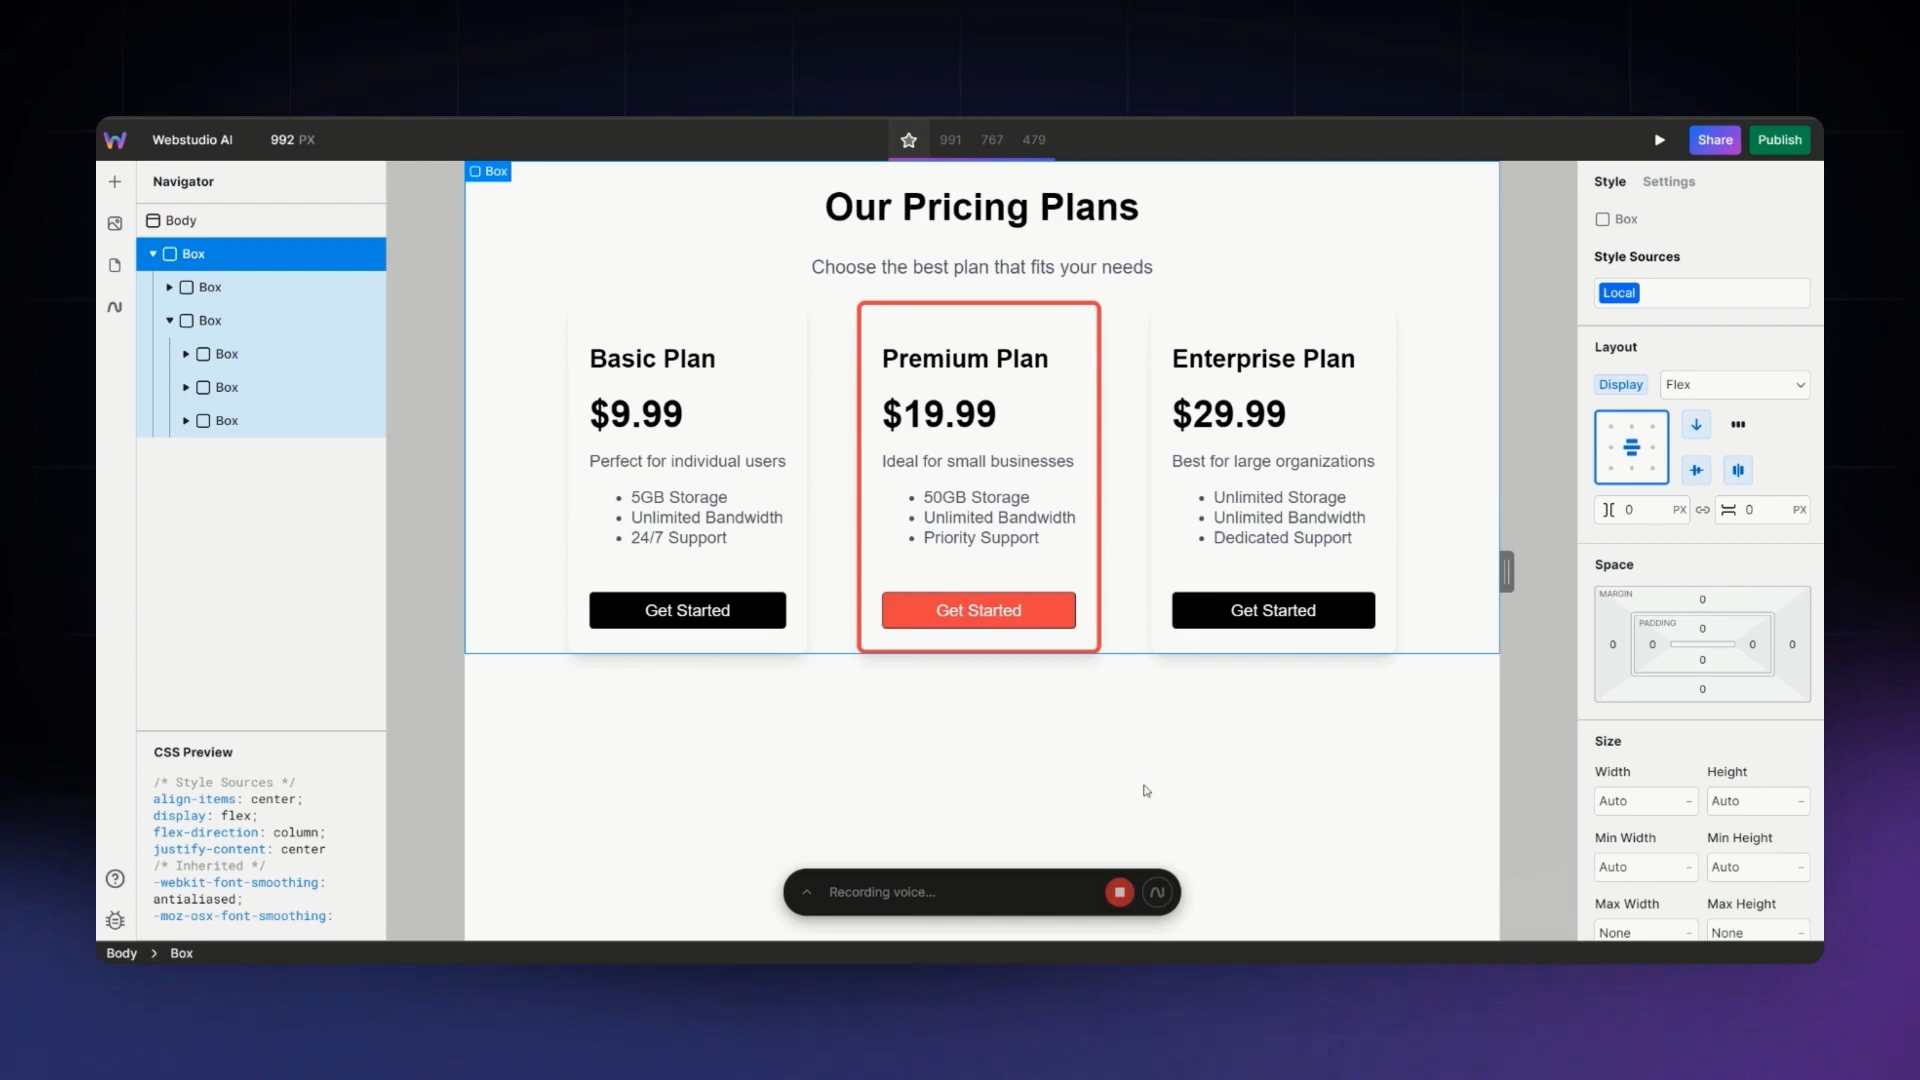 Webstudio AI
992 PX
991 767 479
Share
Publish
Navigator
Body
Box
Box
Box
Box
Box
Box
CSS Preview
/* Style Sources */
align-items: center;
display: flex;
flex-direction: column;
justify-content: center
/* Inherited */
-webkit-font-smoothing:
antialiased;
-moz-osx-font-smoothing:
Box
Our Pricing Plans
Choose the best plan that fits your needs
Basic Plan
$9.99
Perfect for individual users
• 5GB Storage
• Unlimited Bandwidth
• 24/7 Support
Get Started
Premium Plan
$19.99
Ideal for small businesses
• 50GB Storage
• Unlimited Bandwidth
• Priority Support
Get Started
Enterprise Plan
$29.99
Best for large organizations
• Unlimited Storage
• Unlimited Bandwidth
• Dedicated Support
Get Started
Recording voice...
Style Settings
Box
Style Sources
Local
Layout
Display Flex
0 PX 0 PX
Space
MARGIN
0
PADDING
0
0 0 0 0
0
0
Size
Width Height
Auto – Auto –
Min Width Min Height
Auto – Auto –
Max Width Max Height
None – None –
Body > Box